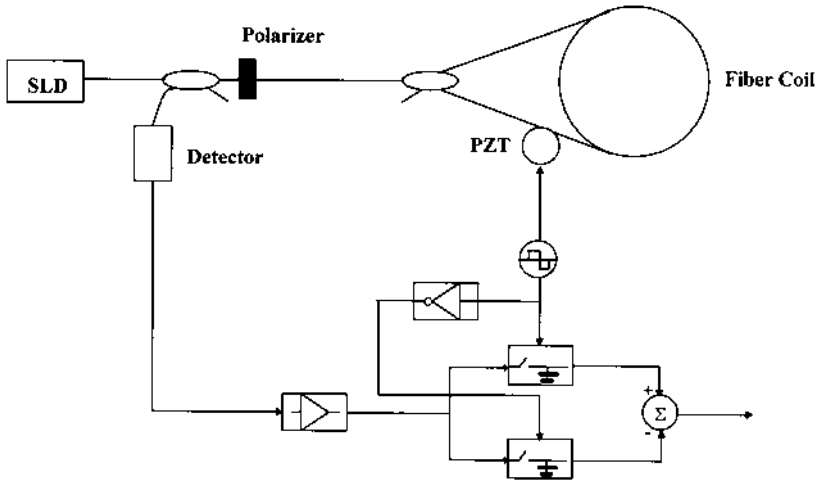 Polarizer
SLD
Fiber Coil
Detector
PZT
+
Σ
-